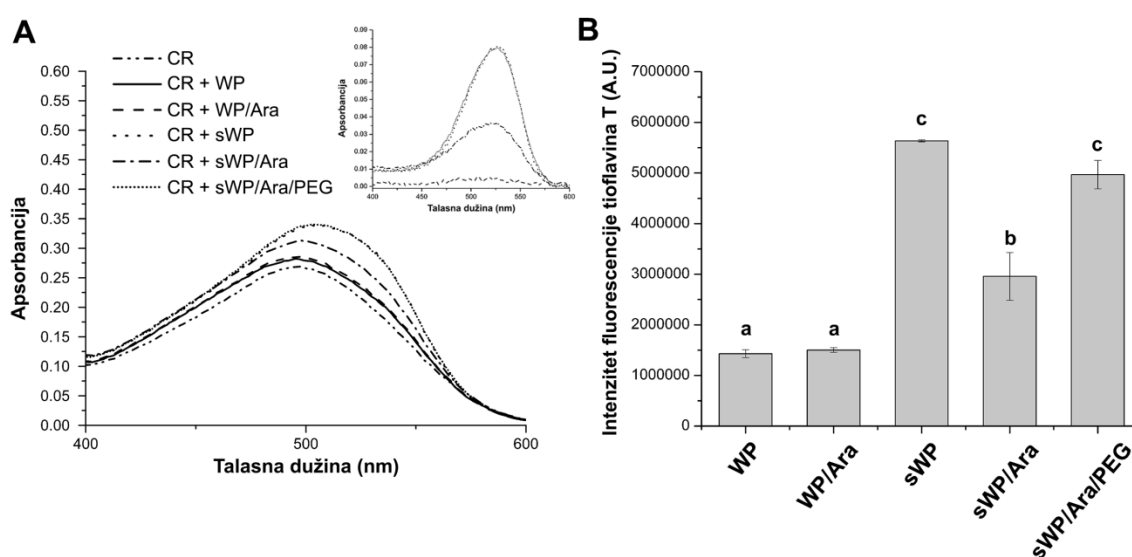 A
CR
CR + WP
CR + WP/Ara
CR + sWP
CR + sWP/Ara
CR + sWP/Ara/PEG
0.60
0.55
0.50
0.45
0.40
0.35
0.30
0.25
0.20
0.15
0.10
0.05
0.00
Apsorbancija
400
500
600
Talasna dužina (nm)
0.09
0.08
0.07
0.06
0.05
0.04
0.03
0.02
0.01
0.00
Apsorbancija
400
450
500
550
600
Talasna dužina (nm)
B
Intenzitet fluorescencije tioflavina T (A.U.)
7000000
6000000
5000000
4000000
3000000
2000000
1000000
0
a
a
c
b
c
WP
WP/Ara
sWP
sWP/Ara
sWP/Ara/PEG